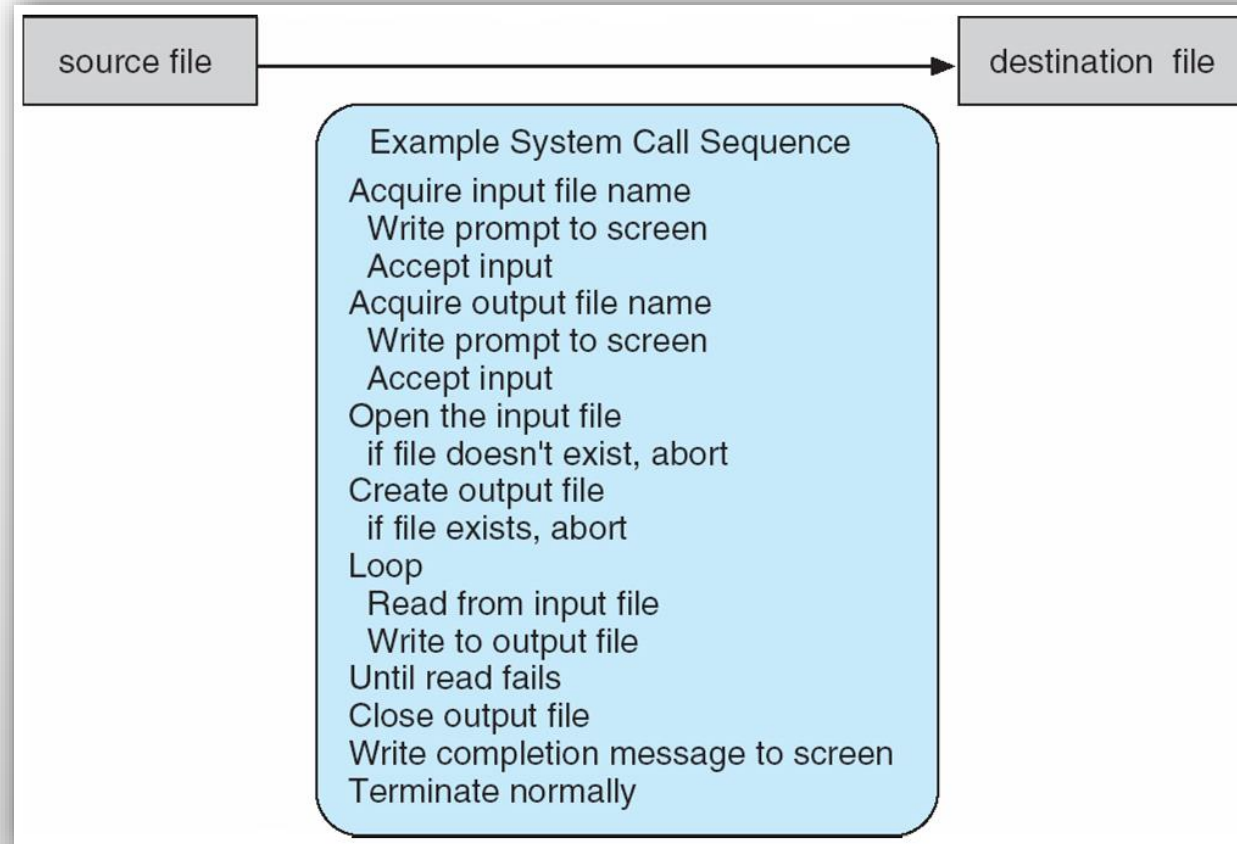 source file
destination file
Example System Call Sequence
Acquire input file name
Write prompt to screen
Accept input
Acquire output file name
Write prompt to screen
Accept input
Open the input file
if file doesn't exist, abort
Create output file
if file exists, abort
Loop
Read from input file
Write to output file
Until read fails
Close output file
Write completion message to screen
Terminate normally